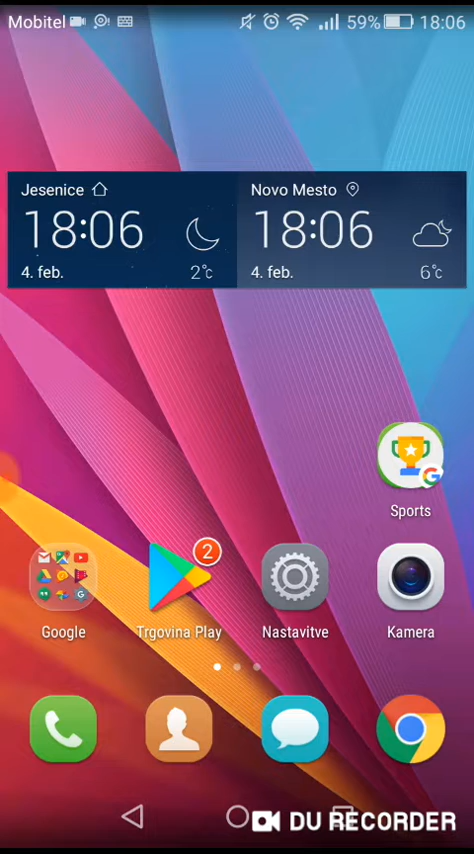 Mobitel 59% 18:06
Jesenice Novo Mesto
18:06 18:06
4. feb. 2°C 4. feb. 6°C
Sports
2
Google Trgovina Play Nastavitve Kamera
DU RECORDER